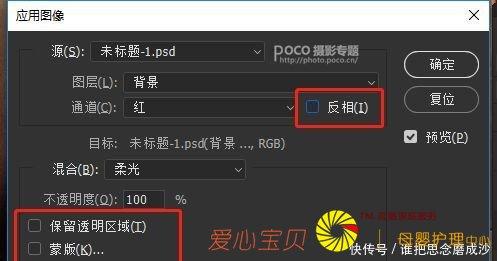 应用图像
源(S): 未标题-1.psd
poco 摄影专题
http://photo.poco.cn/
确定
图层(L): 背景
通道(C): 红
反相(I)
复位
目标: 未标题-1.psd(背景 ..., RGB)
预览(P)
混合(B): 柔光
不透明度(O): 100 %
保留透明区域(T)
蒙版(K)...
爱心宝贝
TM
母婴护理中心
快传号/谁把思念磨成沙